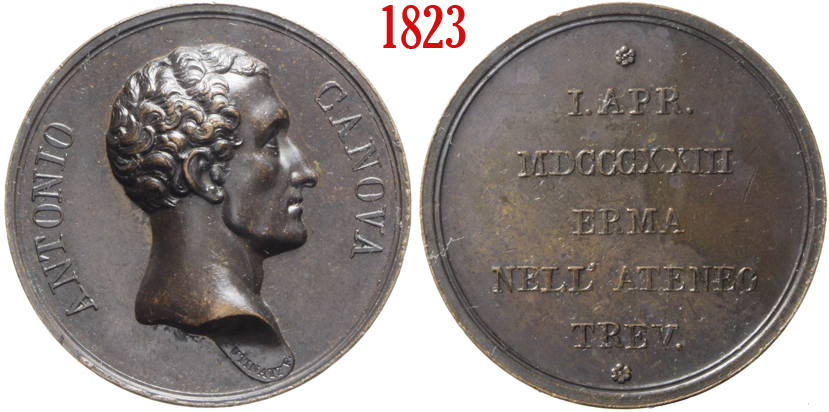 1823
ANTONIO CANOVA
I. APR.
MDCCCXXIII
ERMA
NELL' ATENEO
TREV.